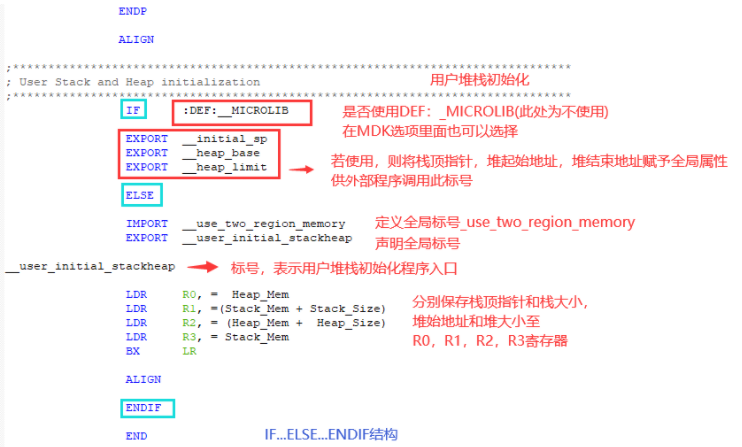 ENDP
ALIGN
;*******************************************************************************
; User Stack and Heap initialization
用户堆栈初始化
;*******************************************************************************
IF :DEF:__MICROLIB
是否使用DEF：_MICROLIB(此处为不使用)
在MDK选项里面也可以选择
EXPORT __initial_sp
EXPORT __heap_base
EXPORT __heap_limit
若使用，则将栈顶指针，堆起始地址，堆结束地址赋予全局属性
供外部程序调用此标号
ELSE
IMPORT __use_two_region_memory
定义全局标号_use_two_region_memory
EXPORT __user_initial_stackheap
声明全局标号
__user_initial_stackheap
标号，表示用户堆栈初始化程序入口
LDR R0, = Heap_Mem
LDR R1, =(Stack_Mem + Stack_Size)
LDR R2, = (Heap_Mem + Heap_Size)
LDR R3, = Stack_Mem
BX LR
分别保存栈顶指针和栈大小，
堆始地址和堆大小至
R0，R1，R2，R3寄存器
ALIGN
ENDIF
END
IF...ELSE...ENDIF结构